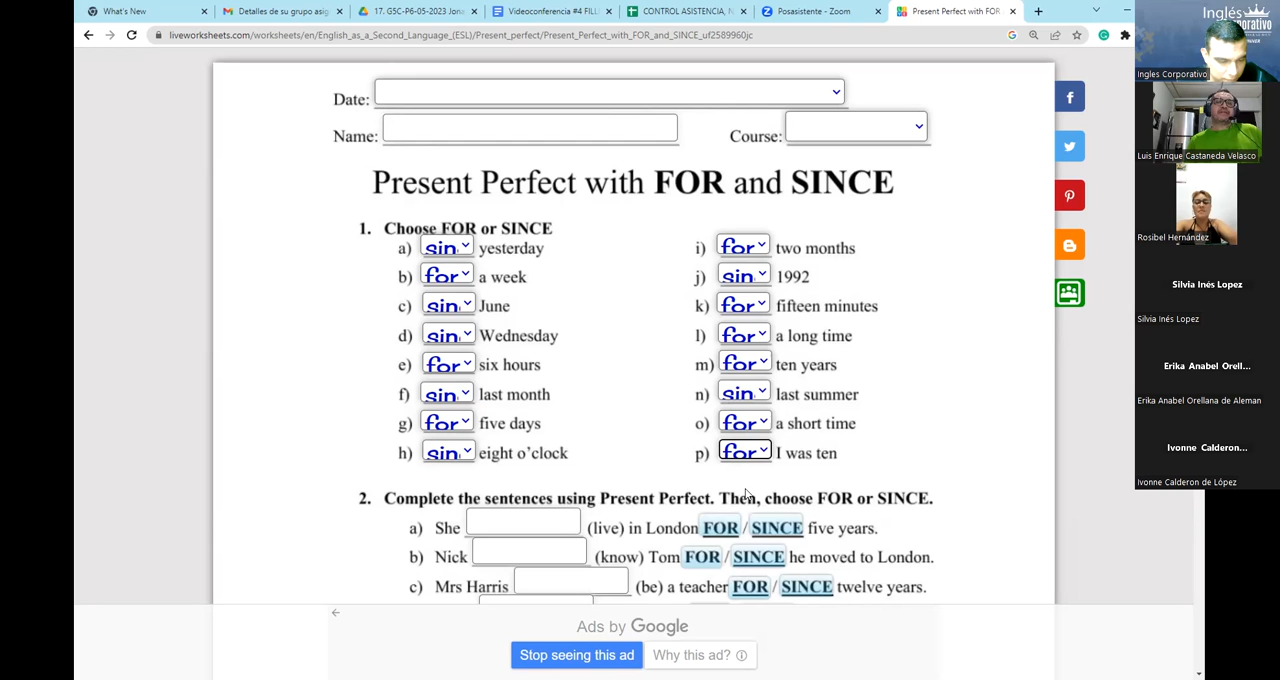 What's New
Detalles de su grupo asig
17. G5C-P6-05-2023 Jona
Videoconferencia #4 FILL
CONTROL ASISTENCIA, N
Posasistente - Zoom
Present Perfect with FOR and
liveworksheets.com/worksheets/en/English_as_a_Second_Language_(ESL)/Present_perfect/Present_Perfect_with_FOR_and_SINCE_uf2589960jc
Date:
Name:
Course:
Present Perfect with FOR and SINCE
1. Choose FOR or SINCE
a) sin yesterday
b) for a week
c) sin June
d) sin Wednesday
e) for six hours
f) sin last month
g) for five days
h) sin eight o'clock
i) for two months
j) sin 1992
k) for fifteen minutes
l) for a long time
m) for ten years
n) sin last summer
o) for a short time
p) for I was ten
2. Complete the sentences using Present Perfect. Then, choose FOR or SINCE.
a) She (live) in London FOR / SINCE five years.
b) Nick (know) Tom FOR / SINCE he moved to London.
c) Mrs Harris (be) a teacher FOR / SINCE twelve years.
Ads by Google
Stop seeing this ad
Why this ad?
Inglés
Corporativo
Ingles Corporativo
Luis Enrique Castaneda Velasco
Rosibel Hernández
Silvia Inés Lopez
Silvia Inés Lopez
Erika Anabel Orell...
Erika Anabel Orellana de Aleman
Ivonne Calderon...
Ivonne Calderon de López